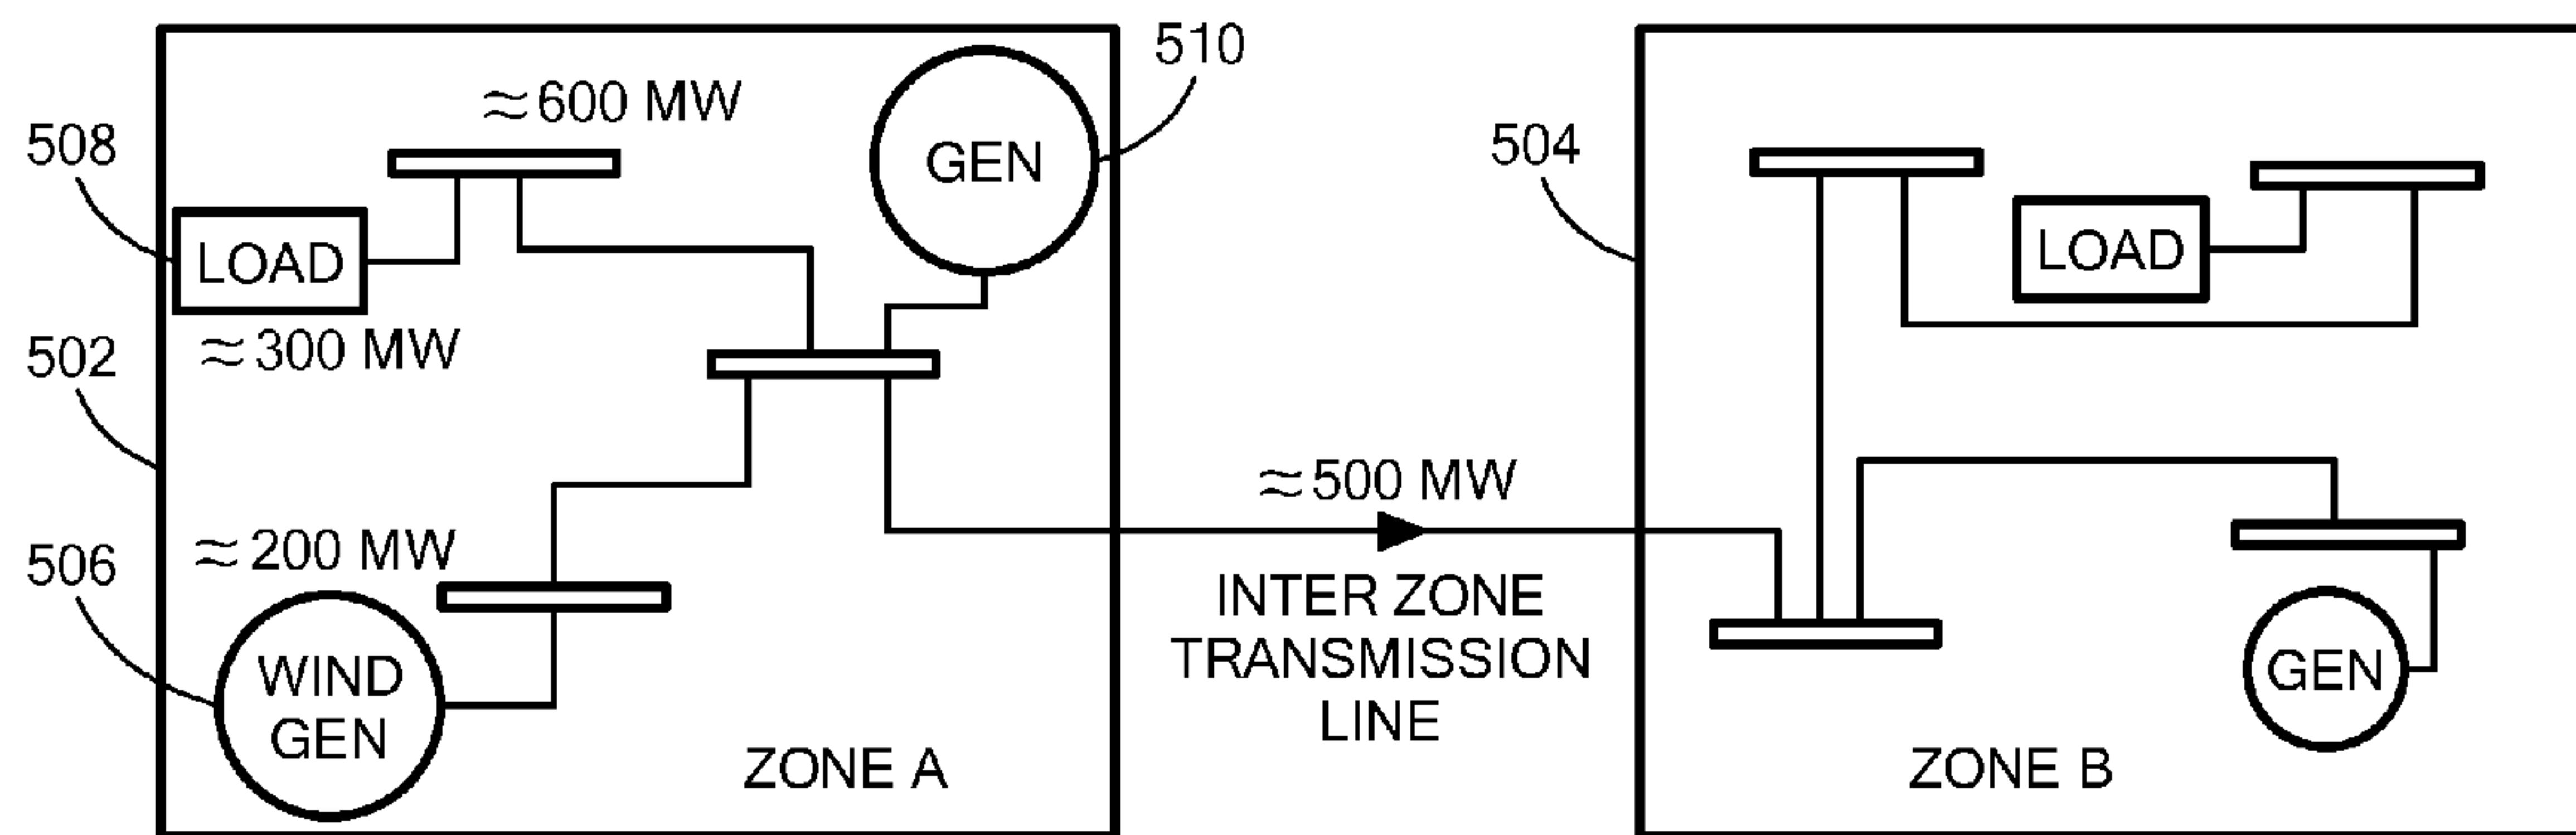 510
≈600 MW
GEN
508
504
LOAD
LOAD
≈300 MW
502
≈500 MW
≈200 MW
506
INTER ZONE
TRANSMISSION
LINE
WIND
GEN
GEN
ZONE A
ZONE B